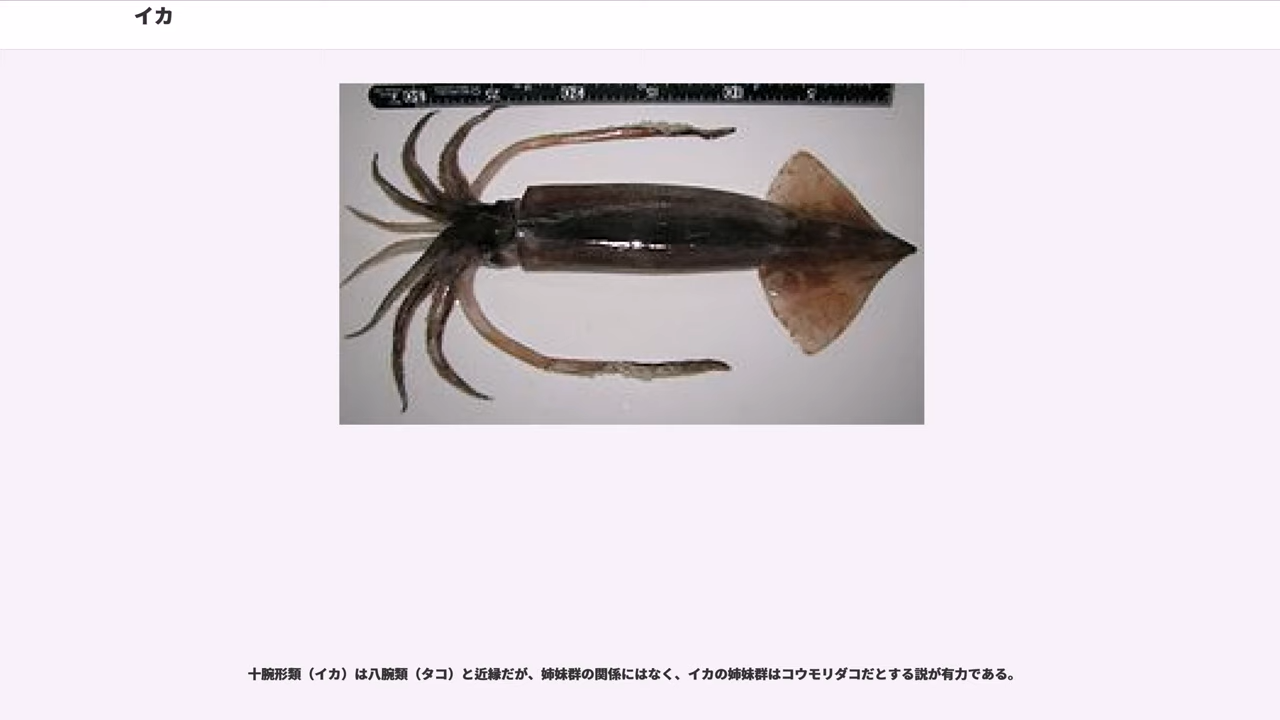 イカ
十腕形類（イカ）は八腕類（タコ）と近縁だが、姉妹群の関係にはなく、イカの姉妹群はコウモリダコだとする説が有力である。